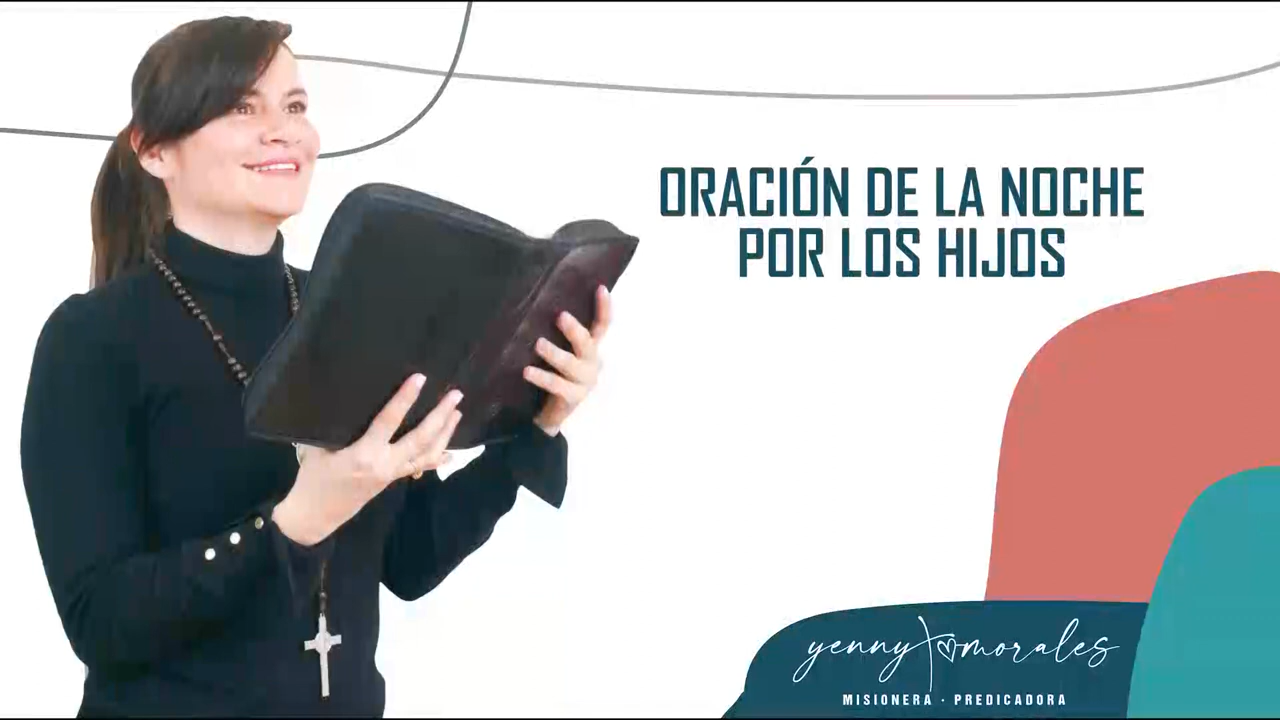 ORACIÓN DE LA NOCHE
POR LOS HIJOS
yenny morales
MISIONERA · PREDICADORA